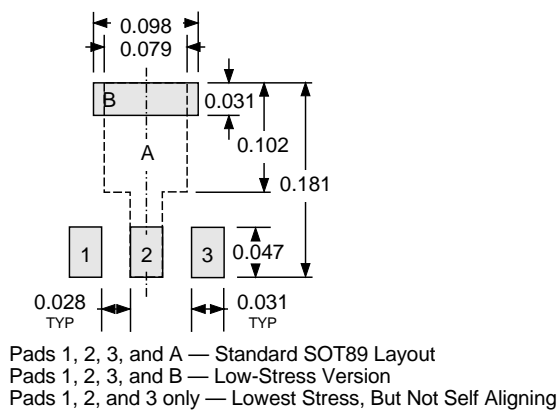 0.098
0.079
B
0.031
A
0.102
0.181
1
2
3
0.047
0.028
TYP
0.031
TYP
Pads 1, 2, 3, and A — Standard SOT89 Layout
Pads 1, 2, 3, and B — Low-Stress Version
Pads 1, 2, and 3 only — Lowest Stress, But Not Self Aligning